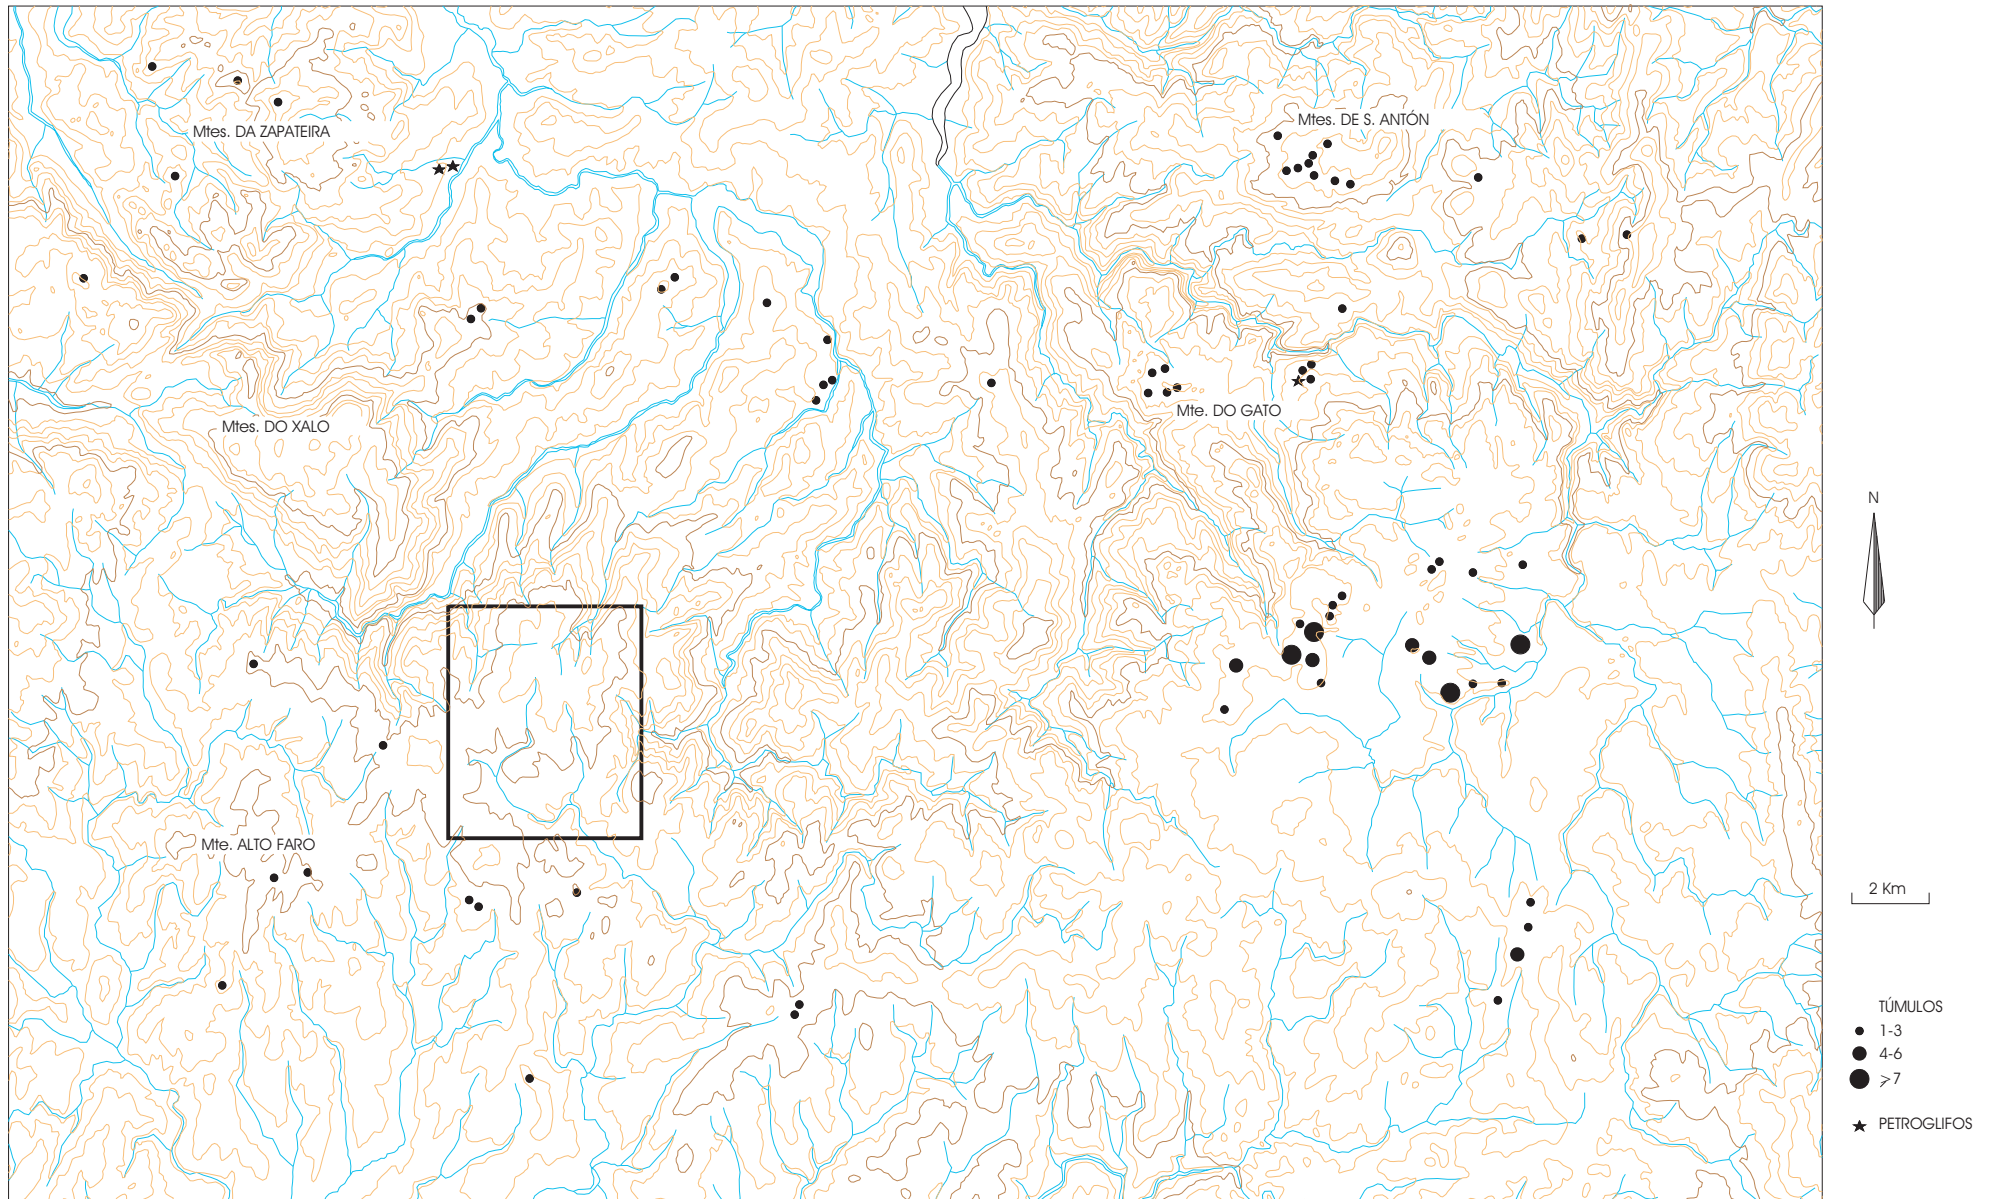 Mtes. DA ZAPATEIRA
Mtes. DE S. ANTÓN
Mtes. DO XALO
Mte. DO GATO
Mte. ALTO FARO
N
2 Km
TÚMULOS
1-3
4-6
⩾7
PETROGLIFOS